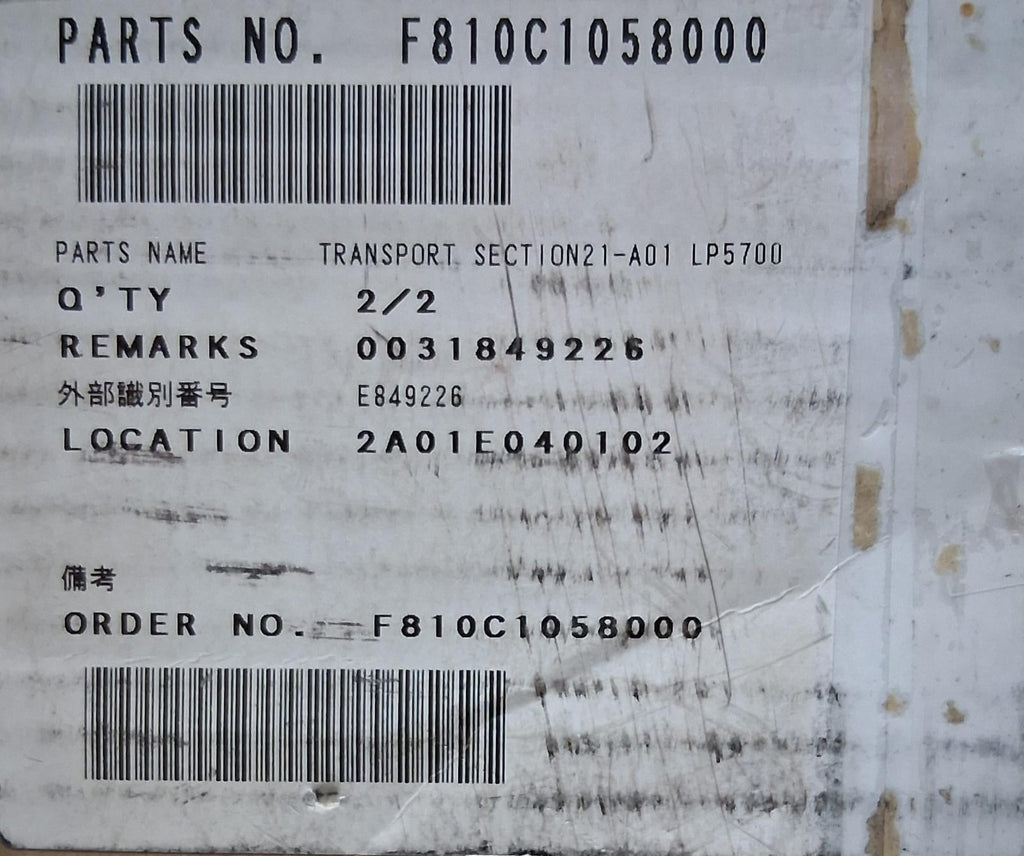 PARTS NO. F810C1058000
PARTS NAME TRANSPORT SECTION21-A01 LP5700
Q'TY 2/2
REMARKS 0031849226
外部識別番号 E849226
LOCATION 2A01E040102
備考
ORDER NO. F810C1058000